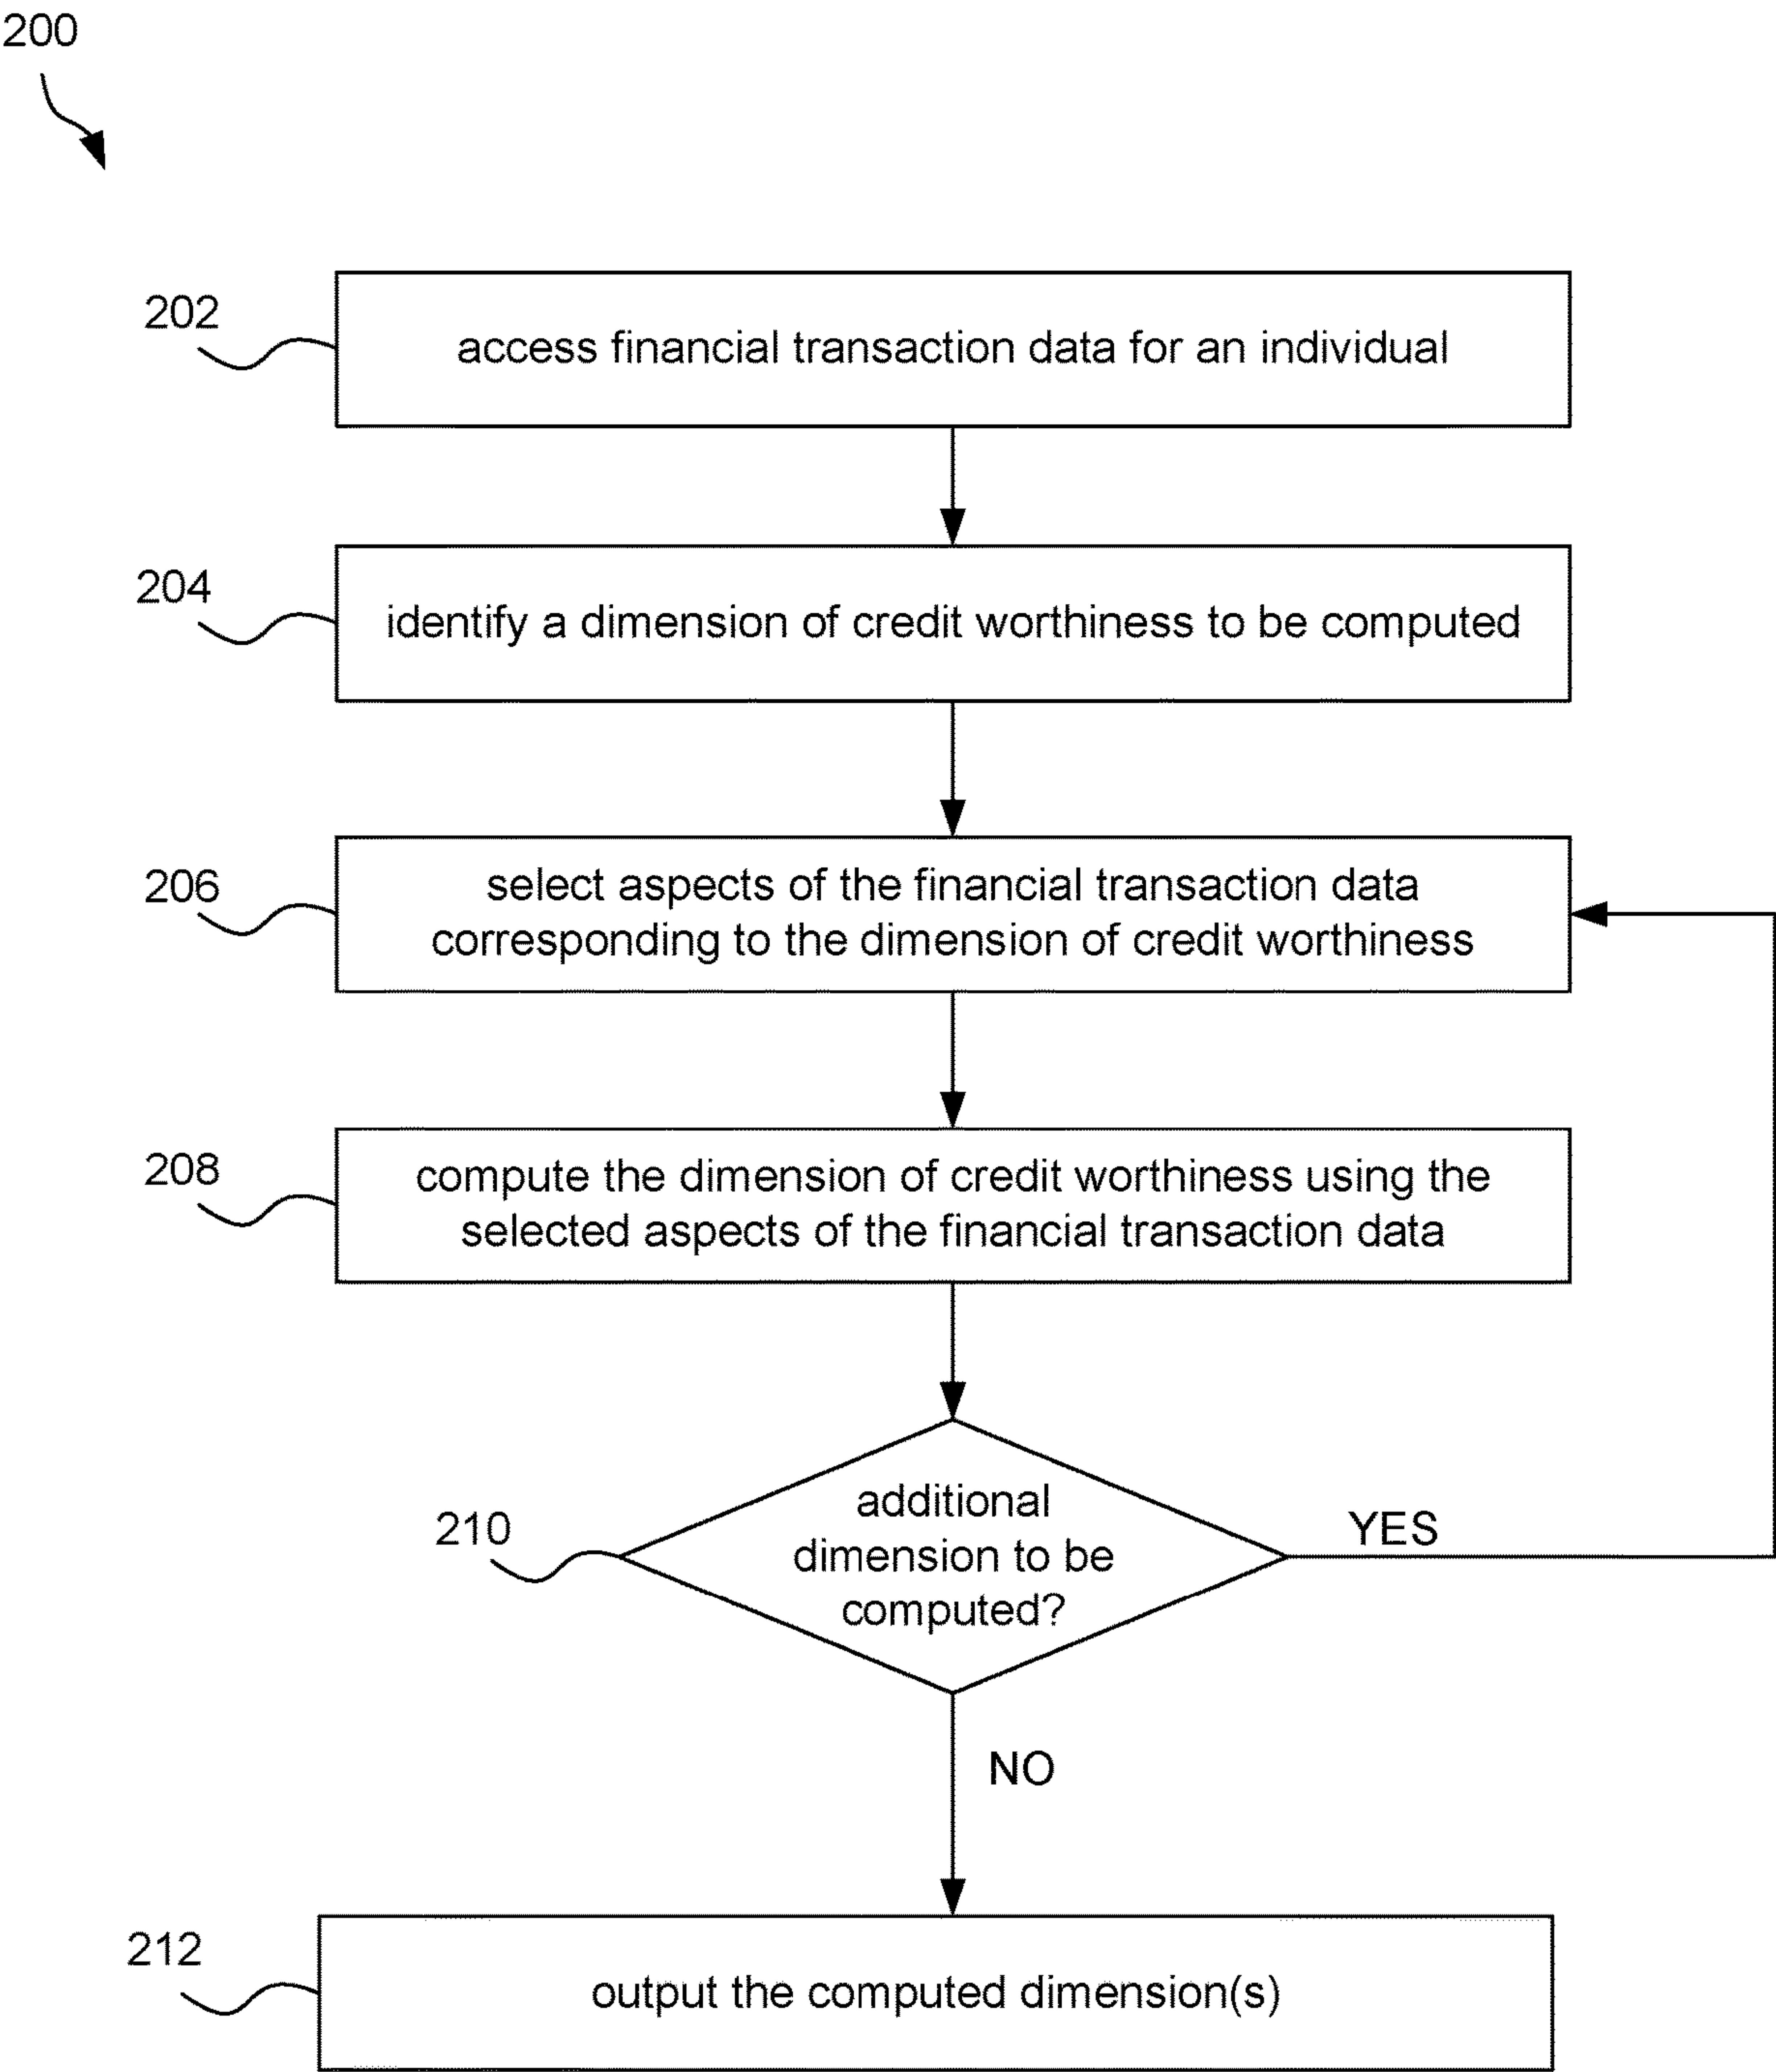 200
202
access financial transaction data for an individual
204
identify a dimension of credit worthiness to be computed
206
select aspects of the financial transaction data
corresponding to the dimension of credit worthiness
208
compute the dimension of credit worthiness using the
selected aspects of the financial transaction data
210
additional
dimension to be
computed?
YES
NO
212
output the computed dimension(s)